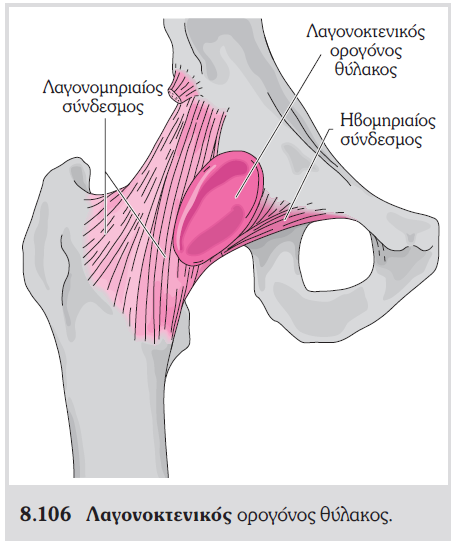 Λαγονοκτενικός
ορογόνος
θύλακος
Λαγονομηριαίος
σύνδεσμος
Ηβομηριαίος
σύνδεσμος
8.106 Λαγονοκτενικός ορογόνος θύλακος.